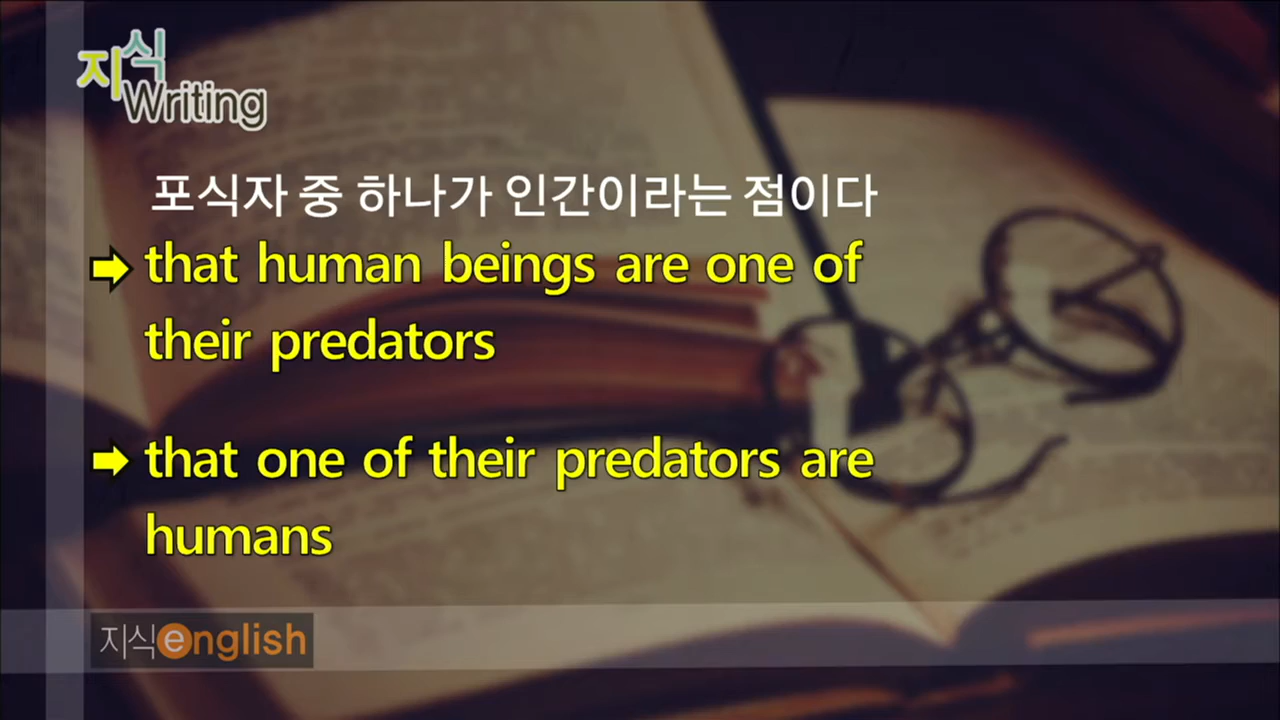 지식
Writing
포식자 중 하나가 인간이라는 점이다
that human beings are one of
their predators
that one of their predators are
humans
지식english